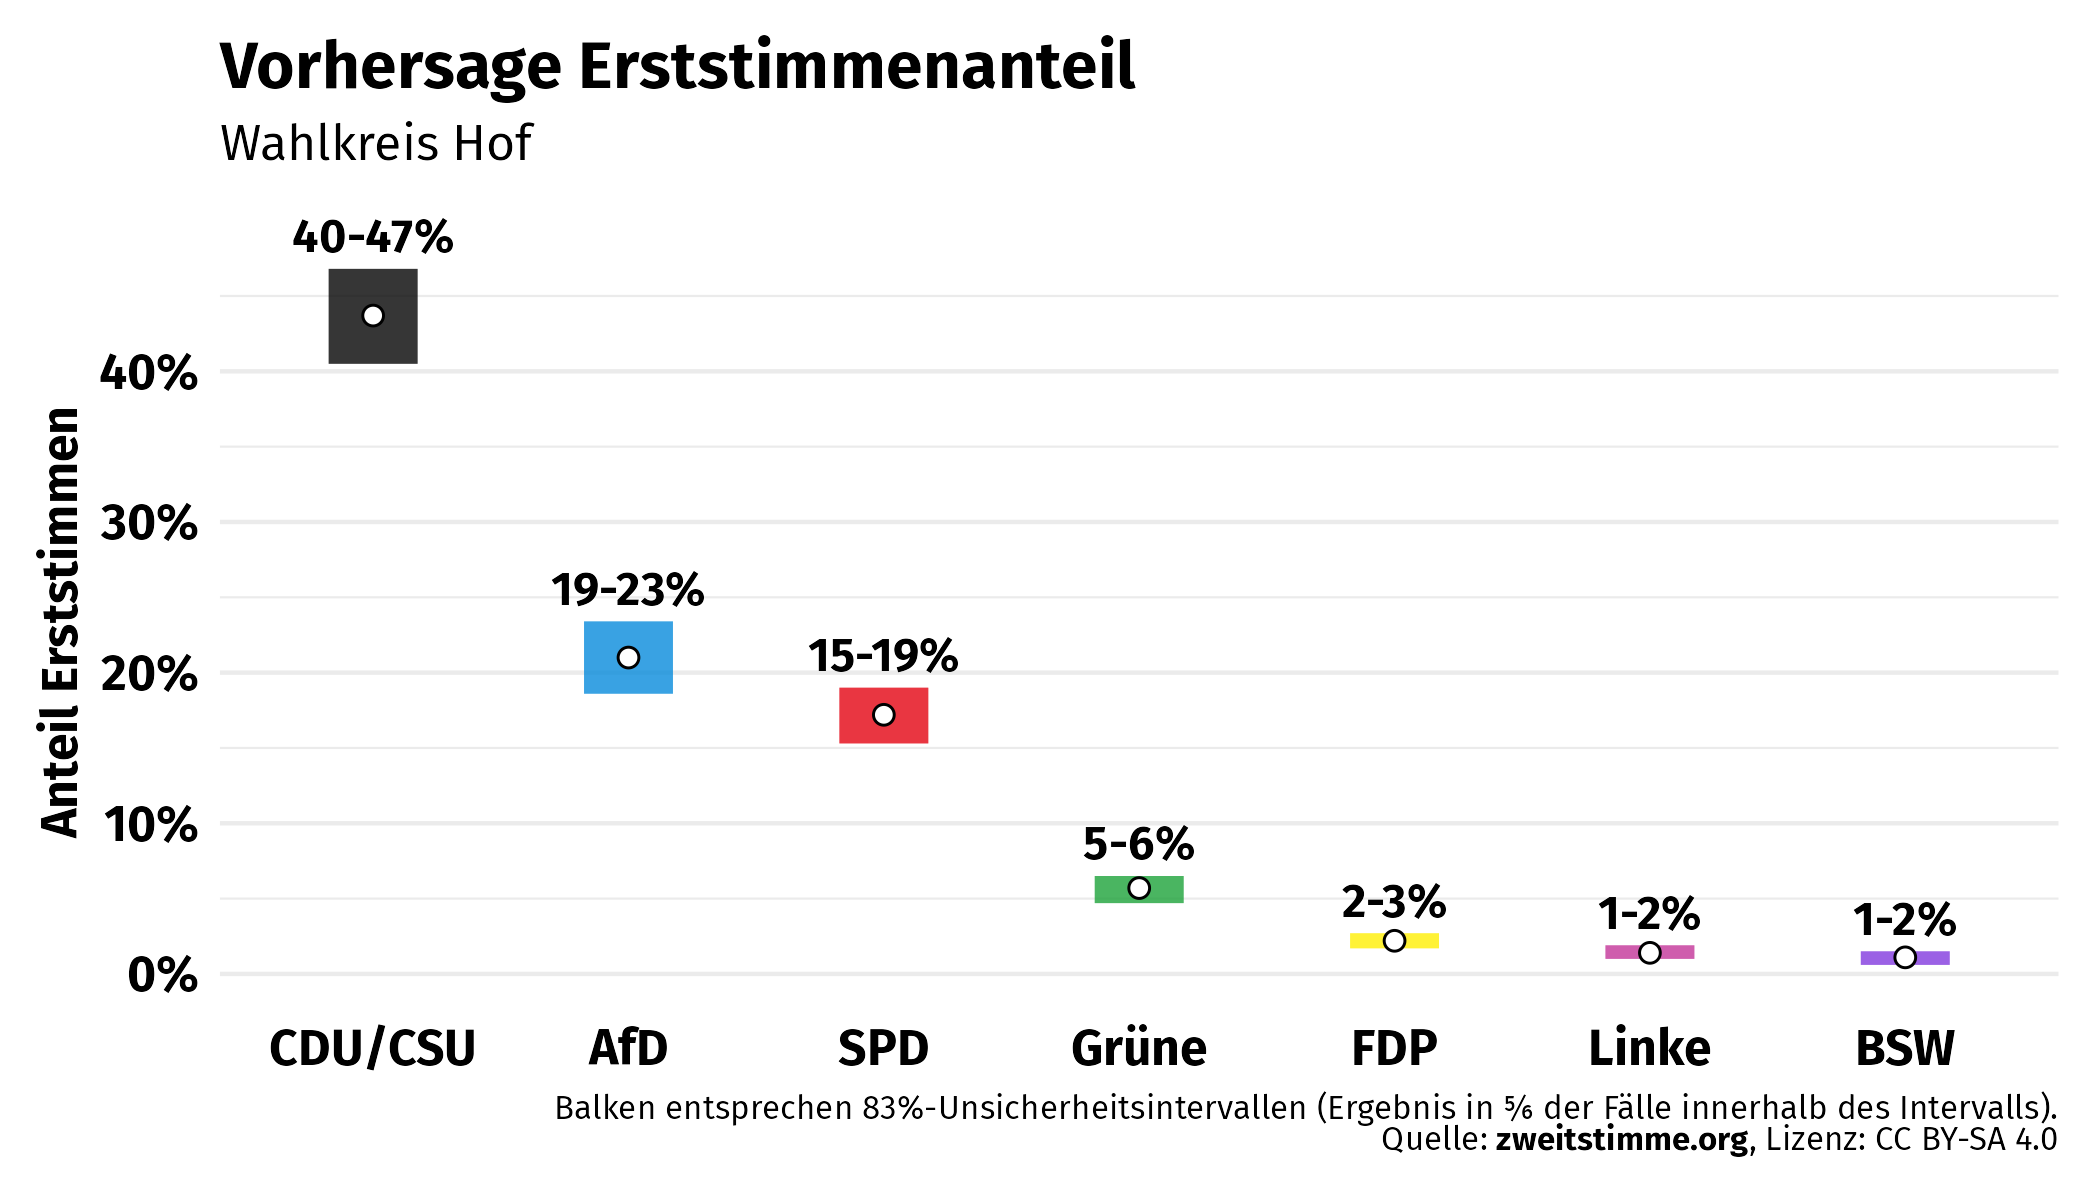 Vorhersage Erststimmenanteil
Wahlkreis Hof
40-47%
19-23%
15-19%
5-6%
2-3%
1-2%
1-2%
Anteil Erststimmen
40%
30%
20%
10%
0%
CDU/CSU AfD SPD Grüne FDP Linke BSW
Balken entsprechen 83%-Unsicherheitsintervallen (Ergebnis in ⅚ der Fälle innerhalb des Intervalls).
Quelle: zweitstimme.org, Lizenz: CC BY-SA 4.0